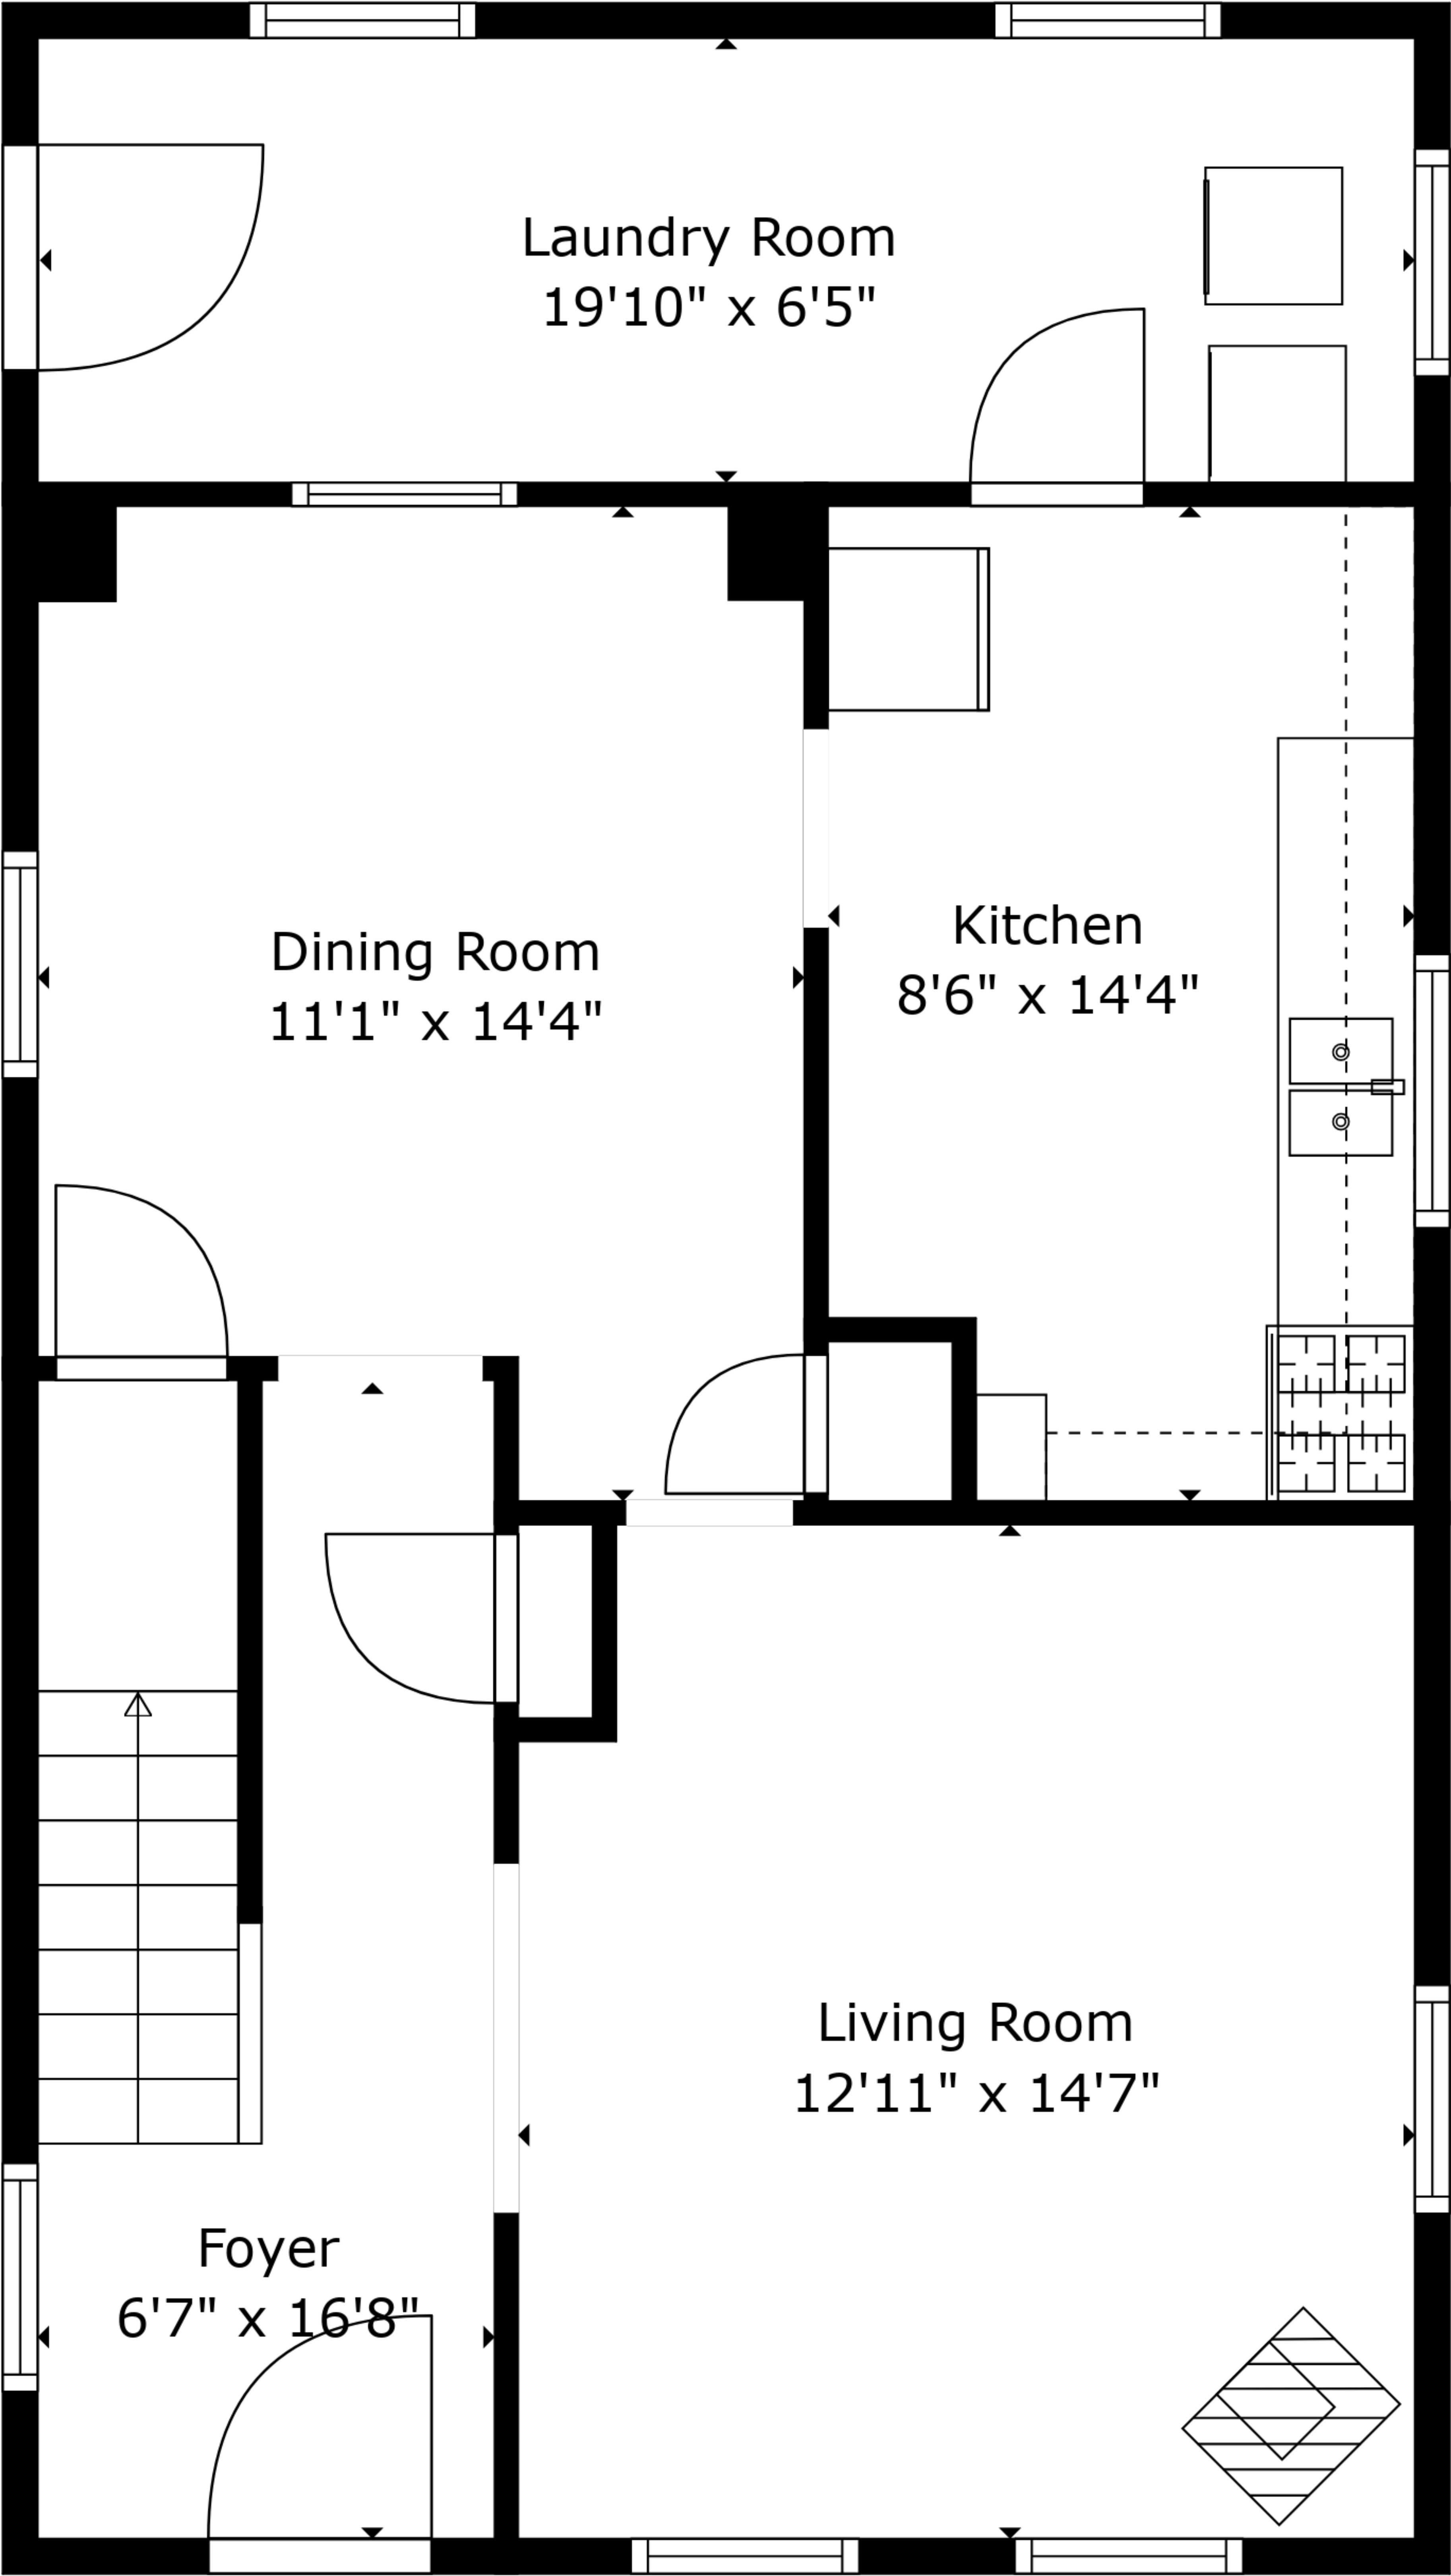 Laundry Room
19'10" x 6'5"
Kitchen
8'6" x 14'4"
Dining Room
11'1" x 14'4"
Living Room
12'11" x 14'7"
Foyer
6'7" x 16'8"